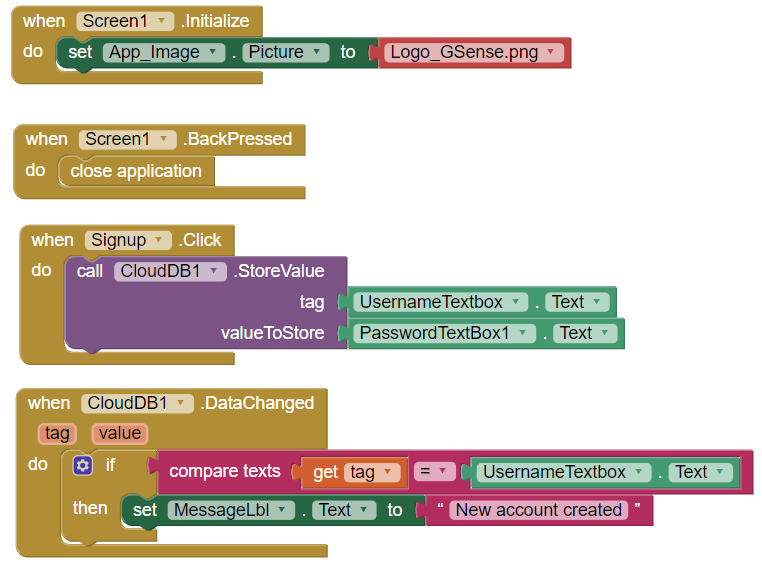 when Screen1 .Initialize
do set App_Image . Picture to Logo_GSense.png
when Screen1 .BackPressed
do close application
when Signup .Click
do call CloudDB1 .StoreValue
tag UsernameTextbox . Text
valueToStore PasswordTextBox1 . Text
when CloudDB1 .DataChanged
tag value
do if compare texts get tag = UsernameTextbox . Text
then set MessageLbl . Text to “ New account created ”